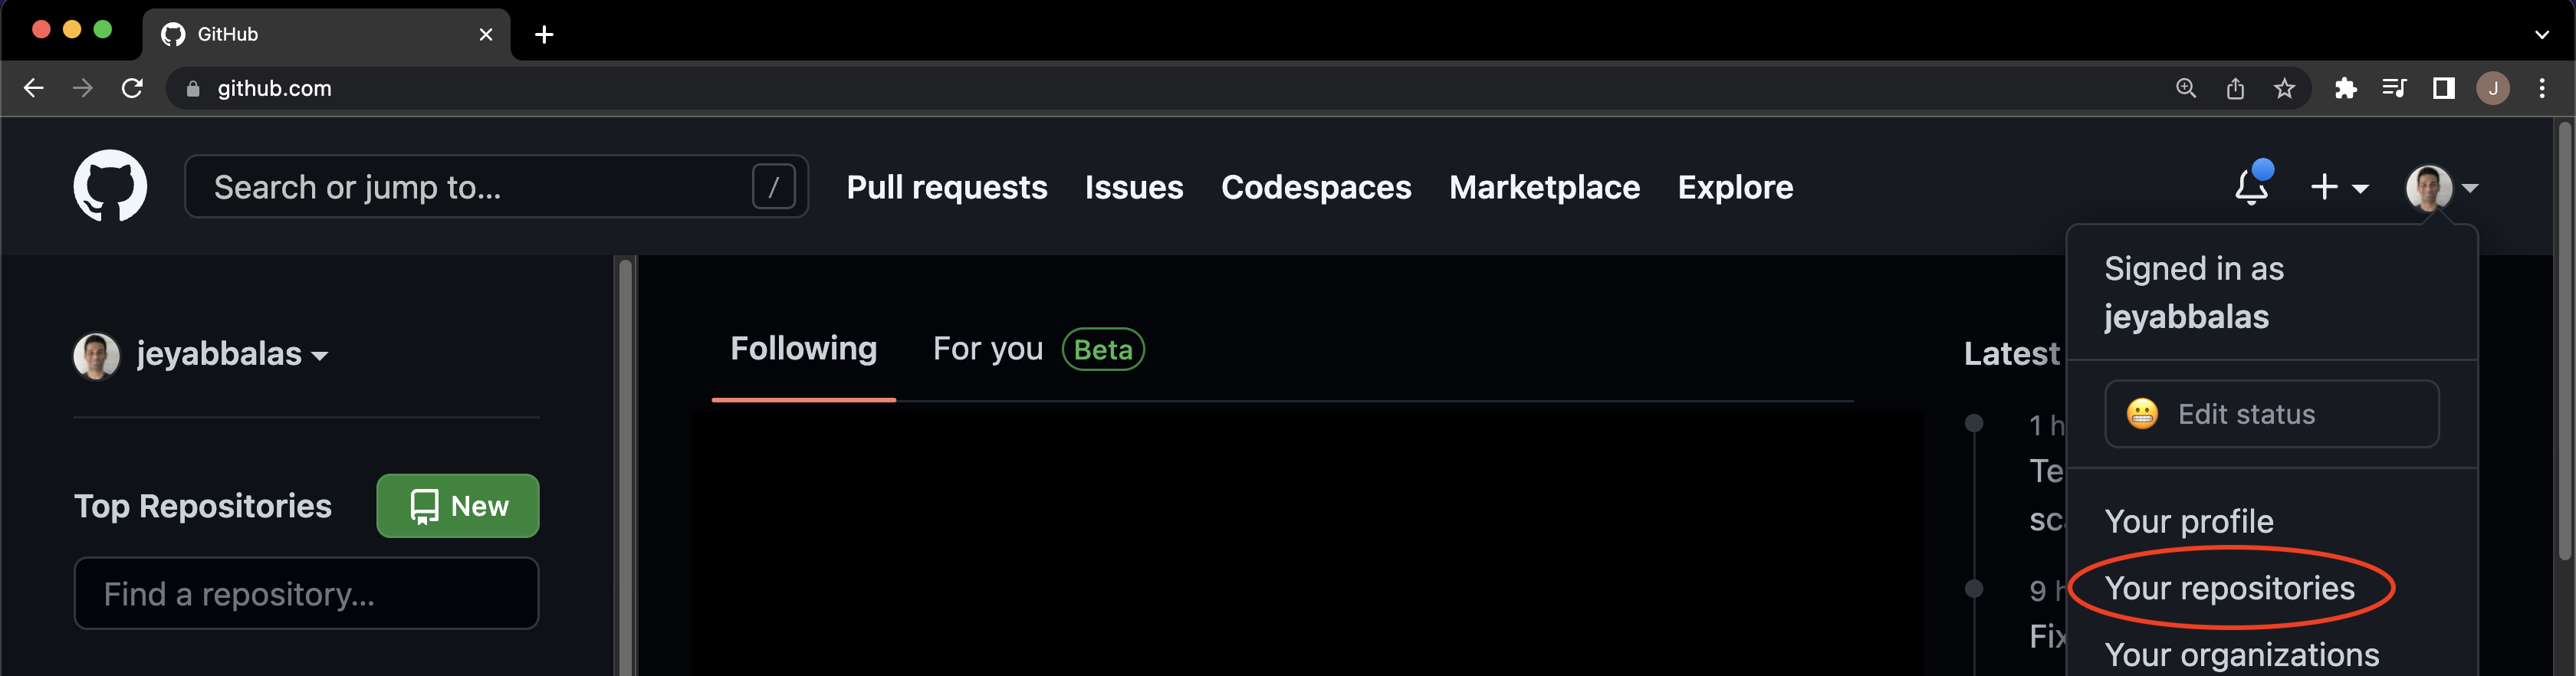 GitHub
github.com
J
Search or jump to...
/
Pull requests
Issues
Codespaces
Marketplace
Explore
Signed in as
jeyabbalas
Edit status
Your profile
Your repositories
Your organizations
jeyabbalas
Top Repositories
New
Find a repository...
Following
For you
Beta
Latest
1 h
Te
sc
9 h
Fix